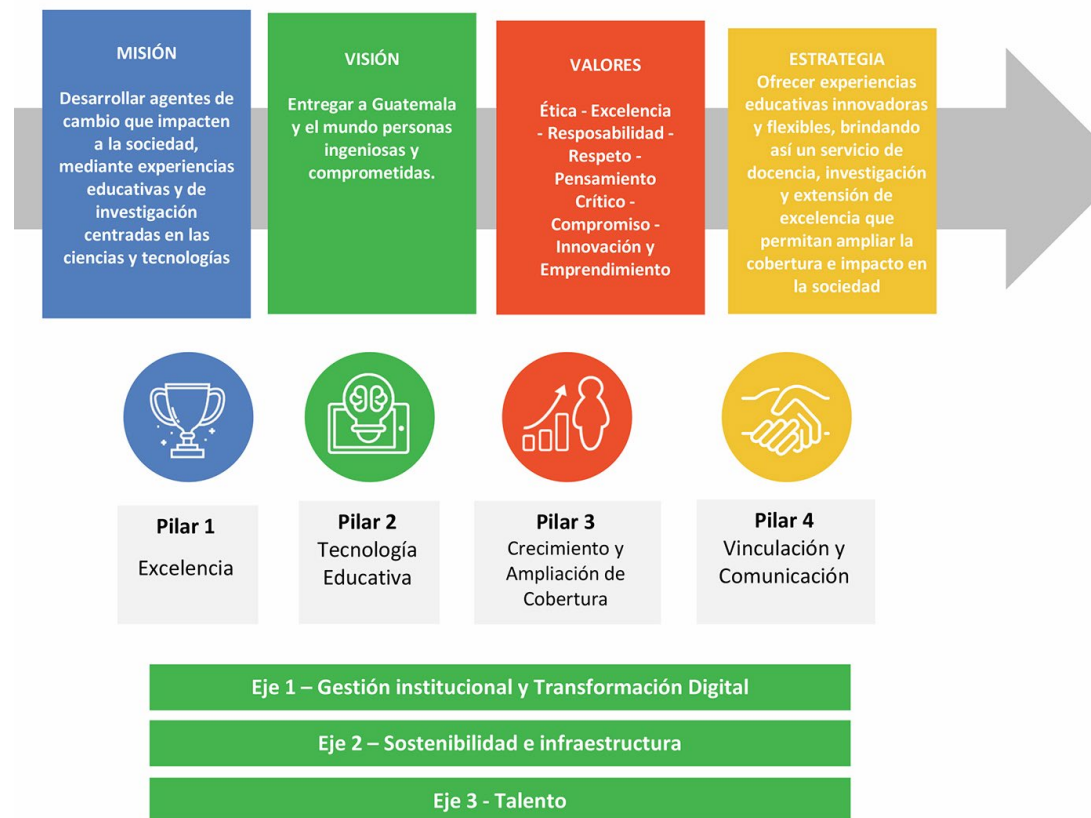 MISIÓN
Desarrollar agentes de
cambio que impacten
a la sociedad,
mediante experiencias
educativas y de
investigación
centradas en las
ciencias y tecnologías
VISIÓN
Entregar a Guatemala
y el mundo personas
ingeniosas y
comprometidas.
VALORES
Ética - Excelencia
- Resposabilidad -
Respeto -
Pensamiento
Crítico -
Compromiso -
Innovación y
Emprendimiento
ESTRATEGIA
Ofrecer experiencias
educativas innovadoras
y flexibles, brindando
así un servicio de
docencia, investigación
y extensión de
excelencia que
permitan ampliar la
cobertura e impacto en
la sociedad
Pilar 1
Excelencia
Pilar 2
Tecnología
Educativa
Pilar 3
Crecimiento y
Ampliación de
Cobertura
Pilar 4
Vinculación y
Comunicación
Eje 1 – Gestión institucional y Transformación Digital
Eje 2 – Sostenibilidad e infraestructura
Eje 3 - Talento